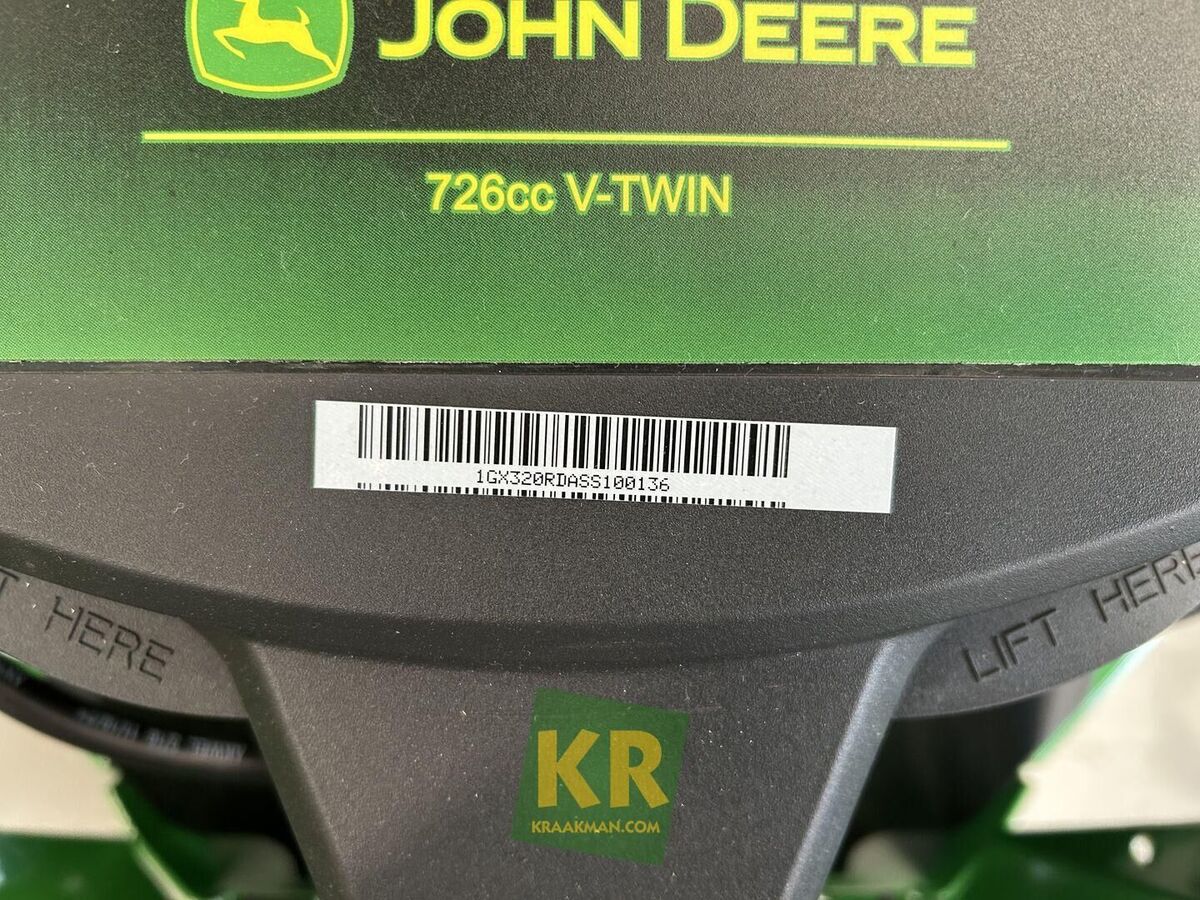 JOHN DEERE
726cc V-TWIN
1GX320RDASS100136
HERE
LIFT HERE
KR
KRAAKMAN.COM